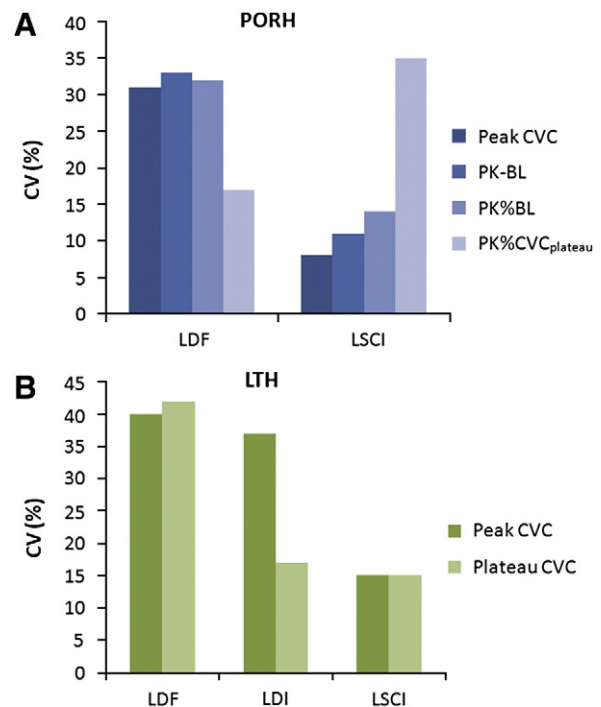 A
PORH
CV (%)
40
35
30
25
20
15
10
5
0
LDF
LSCI
Peak CVC
PK-BL
PK%BL
PK%CVCplateau
B
LTH
CV (%)
45
40
35
30
25
20
15
10
5
0
LDF
LDI
LSCI
Peak CVC
Plateau CVC